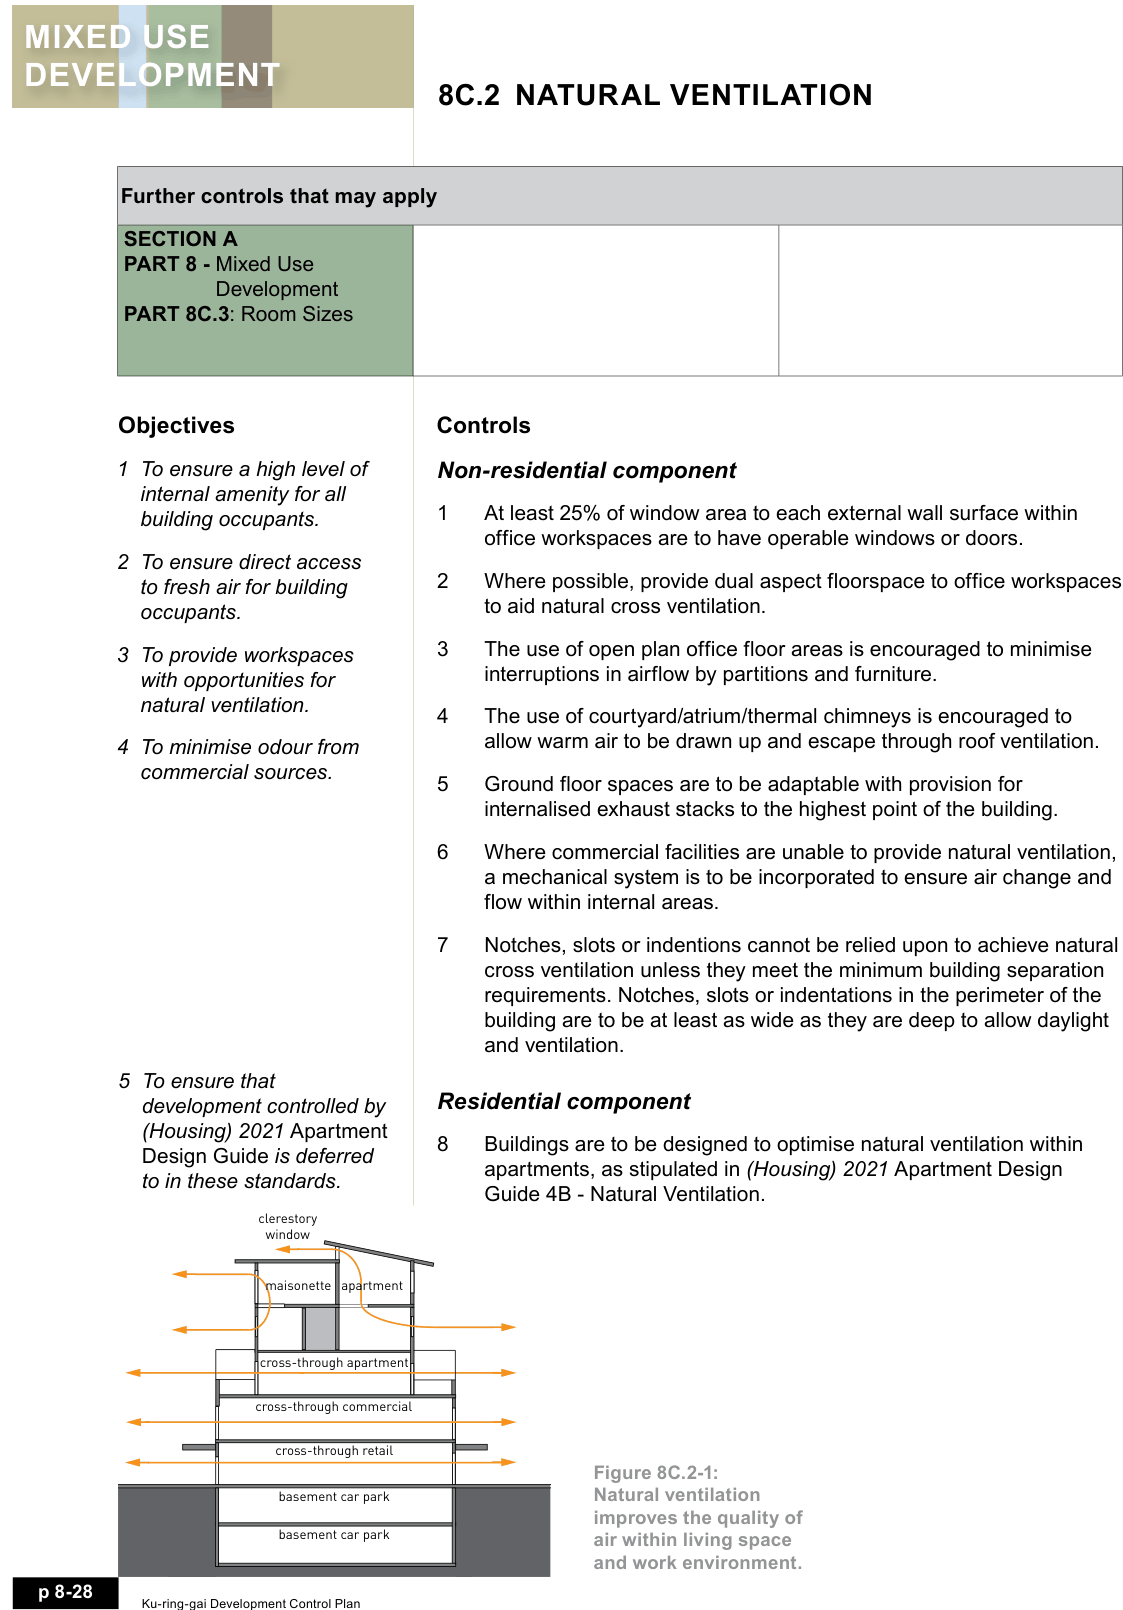 MIXED USE
DEVELOPMENT
8C.2 NATURAL VENTILATION
Further controls that may apply
SECTION A
PART 8 - Mixed Use
Development
PART 8C.3: Room Sizes
Objectives
1 To ensure a high level of
internal amenity for all
building occupants.
2 To ensure direct access
to fresh air for building
occupants.
3 To provide workspaces
with opportunities for
natural ventilation.
4 To minimise odour from
commercial sources.
5 To ensure that
development controlled by
(Housing) 2021 Apartment
Design Guide is deferred
to in these standards.
Controls
Non-residential component
1 At least 25% of window area to each external wall surface within
office workspaces are to have operable windows or doors.
2 Where possible, provide dual aspect floorspace to office workspaces
to aid natural cross ventilation.
3 The use of open plan office floor areas is encouraged to minimise
interruptions in airflow by partitions and furniture.
4 The use of courtyard/atrium/thermal chimneys is encouraged to
allow warm air to be drawn up and escape through roof ventilation.
5 Ground floor spaces are to be adaptable with provision for
internalised exhaust stacks to the highest point of the building.
6 Where commercial facilities are unable to provide natural ventilation,
a mechanical system is to be incorporated to ensure air change and
flow within internal areas.
7 Notches, slots or indentions cannot be relied upon to achieve natural
cross ventilation unless they meet the minimum building separation
requirements. Notches, slots or indentations in the perimeter of the
building are to be at least as wide as they are deep to allow daylight
and ventilation.
Residential component
8 Buildings are to be designed to optimise natural ventilation within
apartments, as stipulated in (Housing) 2021 Apartment Design
Guide 4B - Natural Ventilation.
clerestory
window
maisonette apartment
cross-through apartment
cross-through commercial
cross-through retail
basement car park
basement car park
Figure 8C.2-1:
Natural ventilation
improves the quality of
air within living space
and work environment.
p 8-28
Ku-ring-gai Development Control Plan